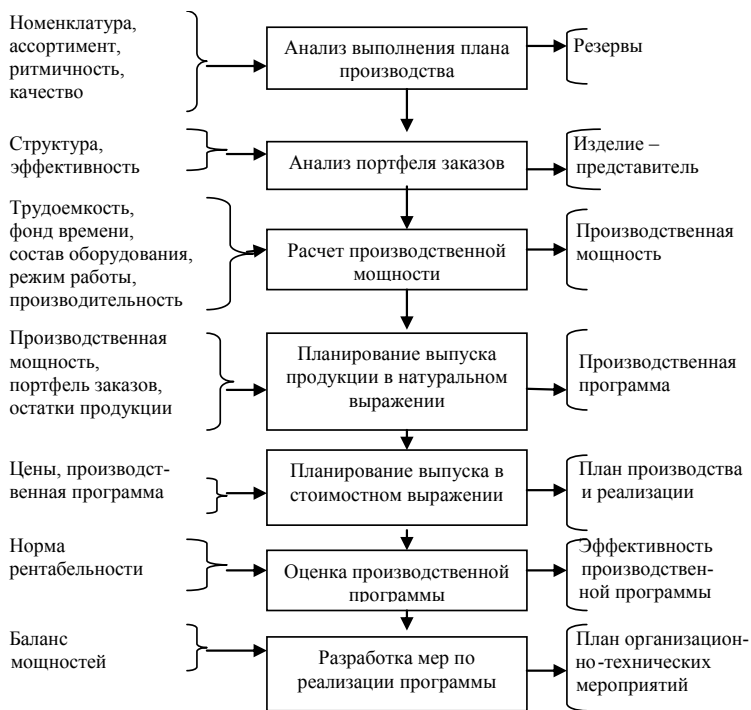 Номенклатура,
ассортимент,
ритмичность,
качество
Анализ выполнения плана
производства
Резервы
Структура,
эффективность
Анализ портфеля заказов
Изделие –
представитель
Трудоемкость,
фонд времени,
состав оборудования,
режим работы,
производительность
Расчет производственной
мощности
Производственная
мощность
Производственная
мощность,
портфель заказов,
остатки продукции
Планирование выпуска
продукции в натуральном
выражении
Производственная
программа
Цены, производст-
венная программа
Планирование выпуска в
стоимостном выражении
План производства
и реализации
Норма
рентабельности
Оценка производственной
программы
Эффективность
производствен-
ной программы
Баланс
мощностей
Разработка мер по
реализации программы
План организацион-
но-технических
мероприятий